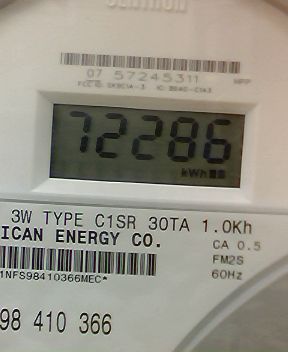 CENTRON
07 57245311
72286
kWh
3W TYPE C1SR 30TA 1.0Kh
ICAN ENERGY CO.
CA 0.5
FM2S
60Hz
1NFS98410366MEC*
98 410 366